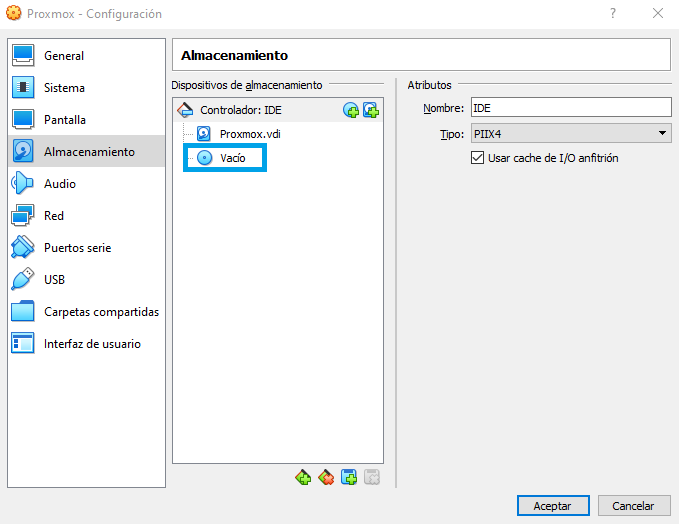 Proxmox - Configuración
General
Sistema
Pantalla
Almacenamiento
Audio
Red
Puertos serie
USB
Carpetas compartidas
Interfaz de usuario
Almacenamiento
Dispositivos de almacenamiento
Controlador: IDE
Proxmox.vdi
Vacío
Atributos
Nombre: IDE
Tipo: PIIX4
Usar cache de I/O anfitrión
Aceptar Cancelar